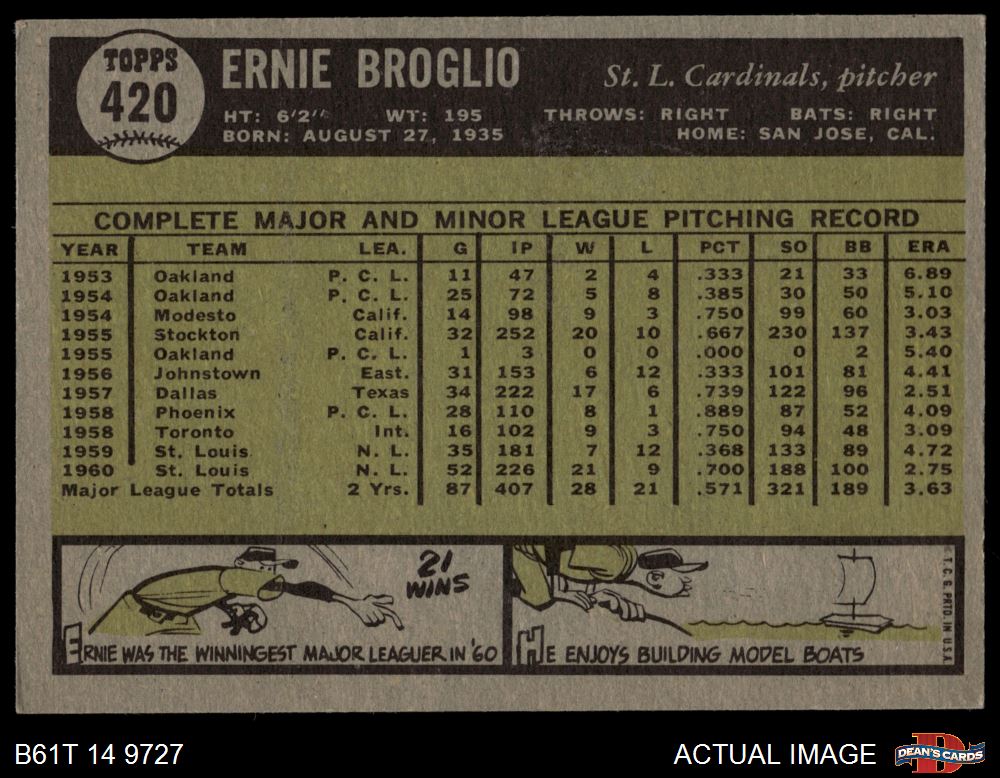 TOPPS
420
ERNIE BROGLIO
St. L. Cardinals, pitcher
HT: 6'2" WT: 195 THROWS: RIGHT BATS: RIGHT
BORN: AUGUST 27, 1935 HOME: SAN JOSE, CAL.
COMPLETE MAJOR AND MINOR LEAGUE PITCHING RECORD
YEAR TEAM LEA. G IP W L PCT SO BB ERA
1953 Oakland P. C. L. 11 47 2 4 .333 21 33 6.89
1954 Oakland P. C. L. 25 72 5 8 .385 30 50 5.10
1954 Modesto Calif. 14 98 9 3 .750 99 60 3.03
1955 Stockton Calif. 32 252 20 10 .667 230 137 3.43
1955 Oakland P. C. L. 1 3 0 0 .000 0 2 5.40
1956 Johnstown East. 31 153 6 12 .333 101 81 4.41
1957 Dallas Texas 34 222 17 6 .739 122 96 2.51
1958 Phoenix P. C. L. 28 110 8 1 .889 87 52 4.09
1958 Toronto Int. 16 102 9 3 .750 94 48 3.09
1959 St. Louis N. L. 35 181 7 12 .368 133 89 4.72
1960 St. Louis N. L. 52 226 21 9 .700 188 100 2.75
Major League Totals 2 Yrs. 87 407 28 21 .571 321 189 3.63
21
WINS
ERNIE WAS THE WINNINGEST MAJOR LEAGUER IN '60
HE ENJOYS BUILDING MODEL BOATS
© T. C. G. PRTD. IN U.S.A.
B61T 14 9727
ACTUAL IMAGE
DEAN'S CARDS